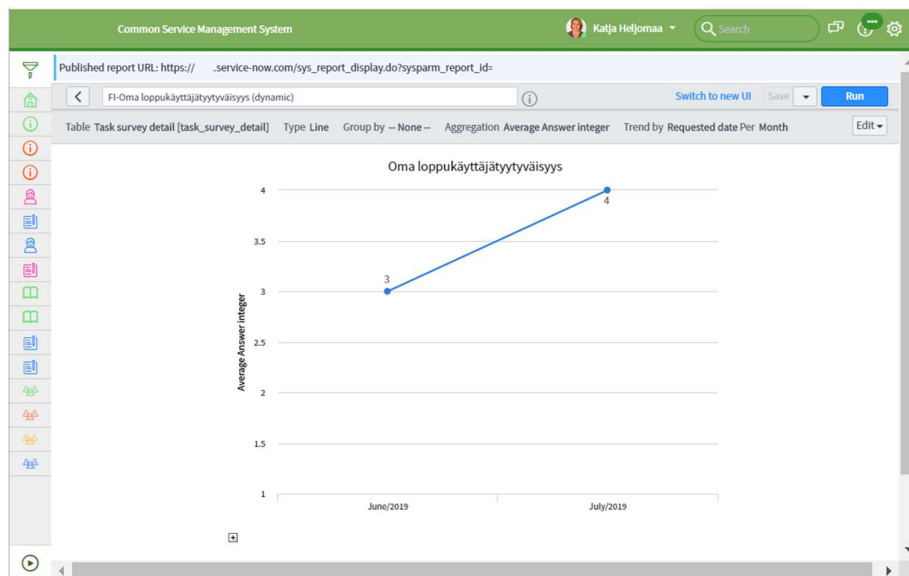 Common Service Management System
Katja Heljomaa
Search
Published report URL: https:// .service-now.com/sys_report_display.do?sysparm_report_id=
FI-Oma loppukäyttäjätyytyväisyys (dynamic)
Switch to new UI
Save
Run
Table Task survey detail [task_survey_detail] Type Line Group by -- None -- Aggregation Average Answer integer Trend by Requested date Per Month
Edit
Oma loppukäyttäjätyytyväisyys
4
4
3.5
3
3
2.5
2
1.5
1
Average Answer integer
June/2019
July/2019